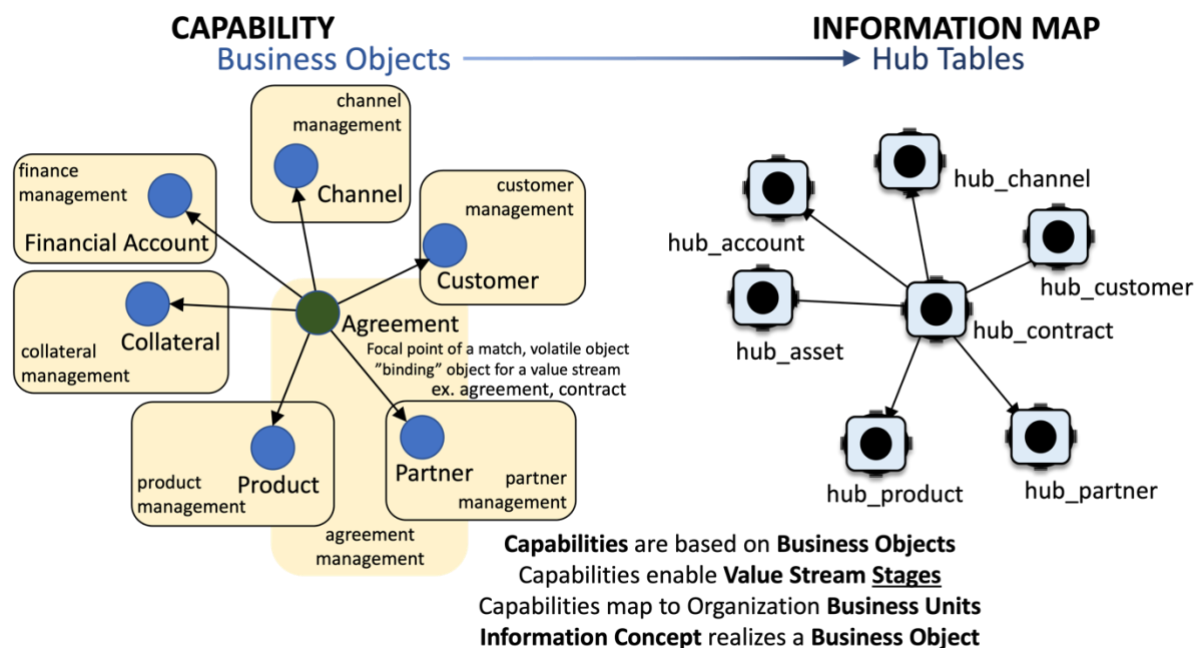 CAPABILITY
Business Objects
INFORMATION MAP
Hub Tables
channel
management
Channel
finance
management
Financial Account
customer
management
Customer
Collateral
collateral
management
Agreement
Focal point of a match, volatile object
”binding” object for a value stream
ex. agreement, contract
product
management
Product
Partner
partner
management
agreement
management
hub_channel
hub_account
hub_customer
hub_contract
hub_asset
hub_product
hub_partner
Capabilities are based on Business Objects
Capabilities enable Value Stream Stages
Capabilities map to Organization Business Units
Information Concept realizes a Business Object